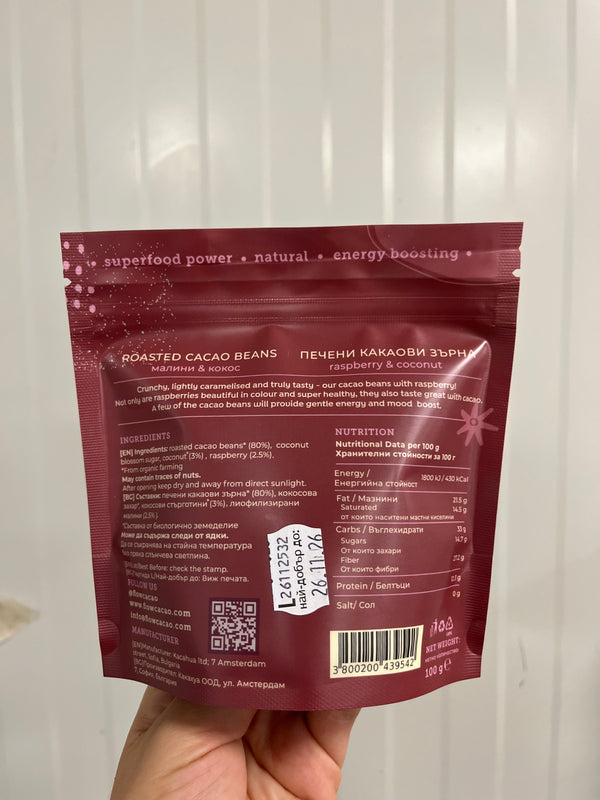 superfood power • natural • energy boosting •
ROASTED CACAO BEANS
малини & кокос
ПЕЧЕНИ КАКАОВИ ЗЪРНА
raspberry & coconut
Crunchy, lightly caramelised and truly tasty - our cacao beans with raspberry!
Not only are raspberries beautiful in colour and super healthy, they also taste great with cacao.
A few of the cacao beans will provide gentle energy and mood boost.
INGREDIENTS
[EN] Ingredients: roasted cacao beans* (80%), coconut
blossom sugar, coconut*(3%) , raspberry (2.5%).
*From organic farming
May contain traces of nuts.
After opening keep dry and away from direct sunlight.
[BG] Съставки: печени какаови зърна* (80%), кокосова
захар*, кокосови стърготини*(3%), лиофилизирани
малини (2,5% ).
*Съставка от биологично земеделие
Може да съдържа следи от ядки.
Да се съхранява на стайна температура
без пряка слънчева светлина.
Best Before: check the stamp.
L,Най-добър до: Виж печата.
FOLLOW US
@flowcacao
www.flowcacao.com
info@flowcacao.com
MANUFACTURER
[EN]Manufacturer: Kacahua ltd; 7 Amsterdam
street, Sofia, Bulgaria
[BG]Производител: Какахуа ООД, ул. Амстердам
7, София, България
L26112532
най-добър до:
26.11.26
NUTRITION
Nutritional Data per 100 g
Хранителни стойности за 100 г
Energy /
Енергийна стойност
1800 kJ / 430 kCal
Fat / Мазнини 21.5 g
Saturated 14.5 g
от които наситени мастни киселини
Carbs / Въглехидрати 33 g
Sugars 14.7 g
От които захари
Fiber 27.2 g
От които фибри
Protein / Белтъци
Salt/ Сол 0 g
3 800200 439542
NET WEIGHT:
НЕТНО КОЛИЧЕСТВО:
100 g ℮